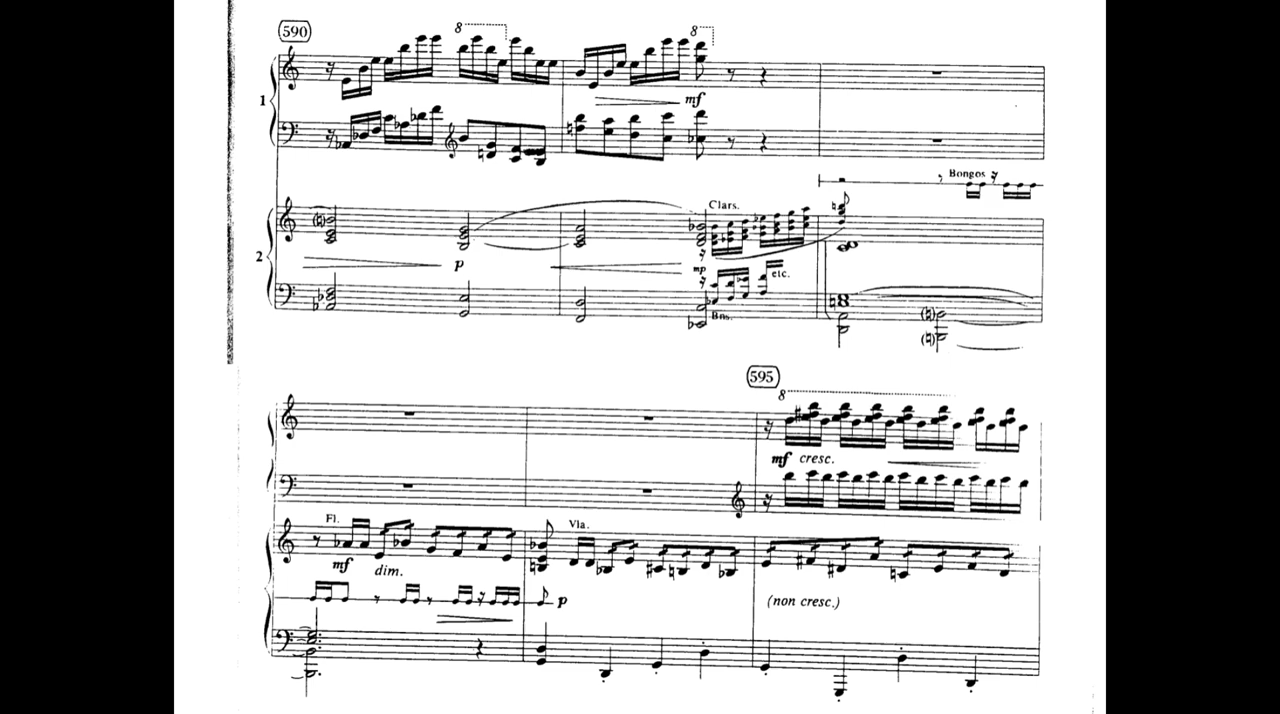 590
8
8
1
mf
Bongos
Clars.
2
p
mp
etc.
Bns.
595
8
mf cresc.
Fl.
Vla.
mf dim.
p
(non cresc.)